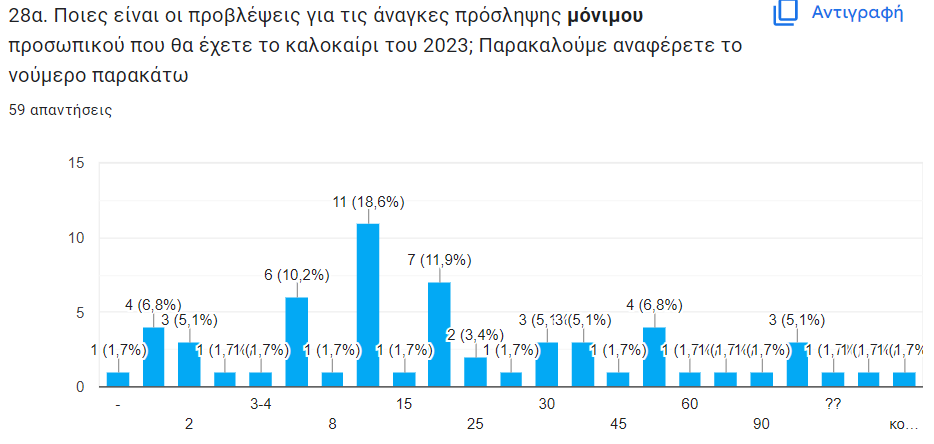 28α. Ποιες είναι οι προβλέψεις για τις άναγκες πρόσληψης μόνιμου
Αντιγραφή
προσωπικού που θα έχετε το καλοκαίρι του 2023; Παρακαλούμε αναφέρετε το
νούμερο παρακάτω
59 απαντήσεις
15
11 (18,6%)
10
7 (11,9%)
6 (10,2%)
5
4 (6,8%)
4 (6,8%)
3 (5,1%)
3 (5,1%)
2 (3,4%)
1 (1,7%)
1 (1,7%)
1 (1,7%)
1 (1,7%)
1 (1,7%)
0
- 3-4 15 30 60 ??
2 8 25 45 90 κο...